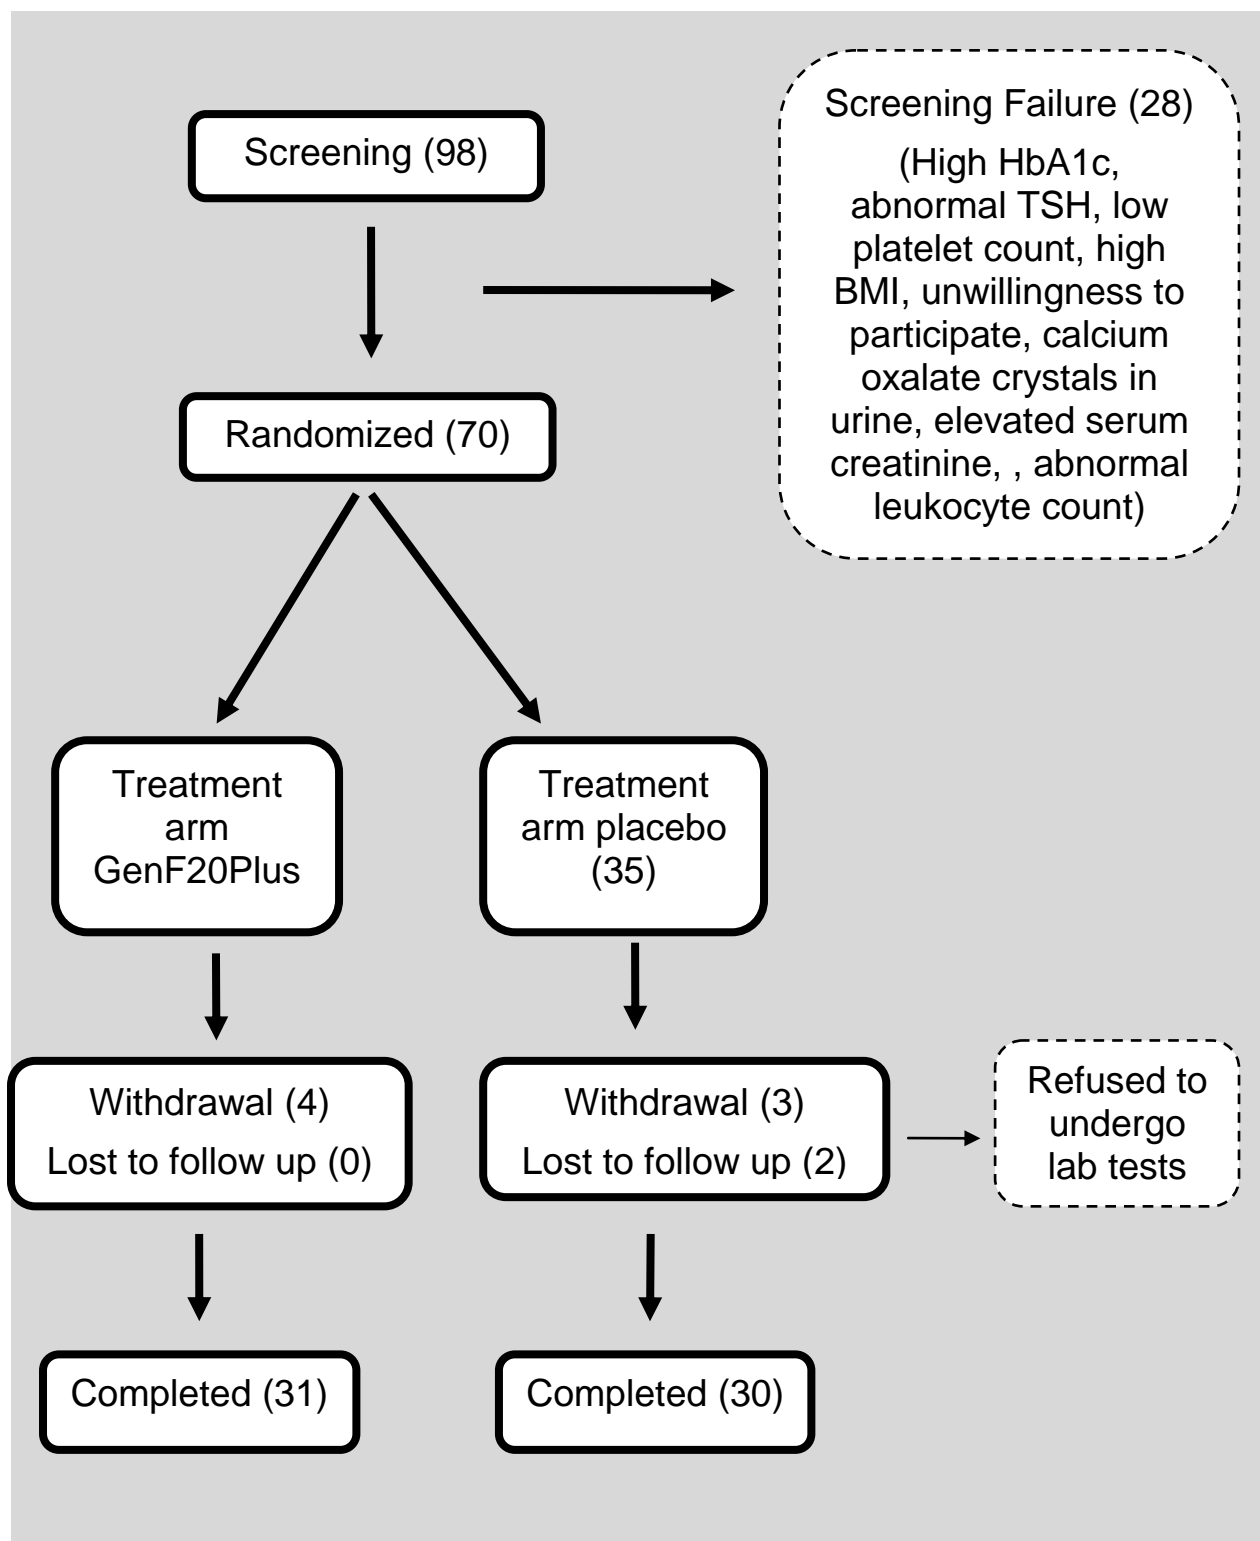 Screening (98)
Screening Failure (28)
(High HbA1c,
abnormal TSH, low
platelet count, high
BMI, unwillingness to
participate, calcium
oxalate crystals in
urine, elevated serum
creatinine, , abnormal
leukocyte count)
Randomized (70)
Treatment
arm
GenF20Plus
Treatment
arm placebo
(35)
Withdrawal (4)
Lost to follow up (0)
Withdrawal (3)
Lost to follow up (2)
Refused to
undergo
lab tests
Completed (31)
Completed (30)